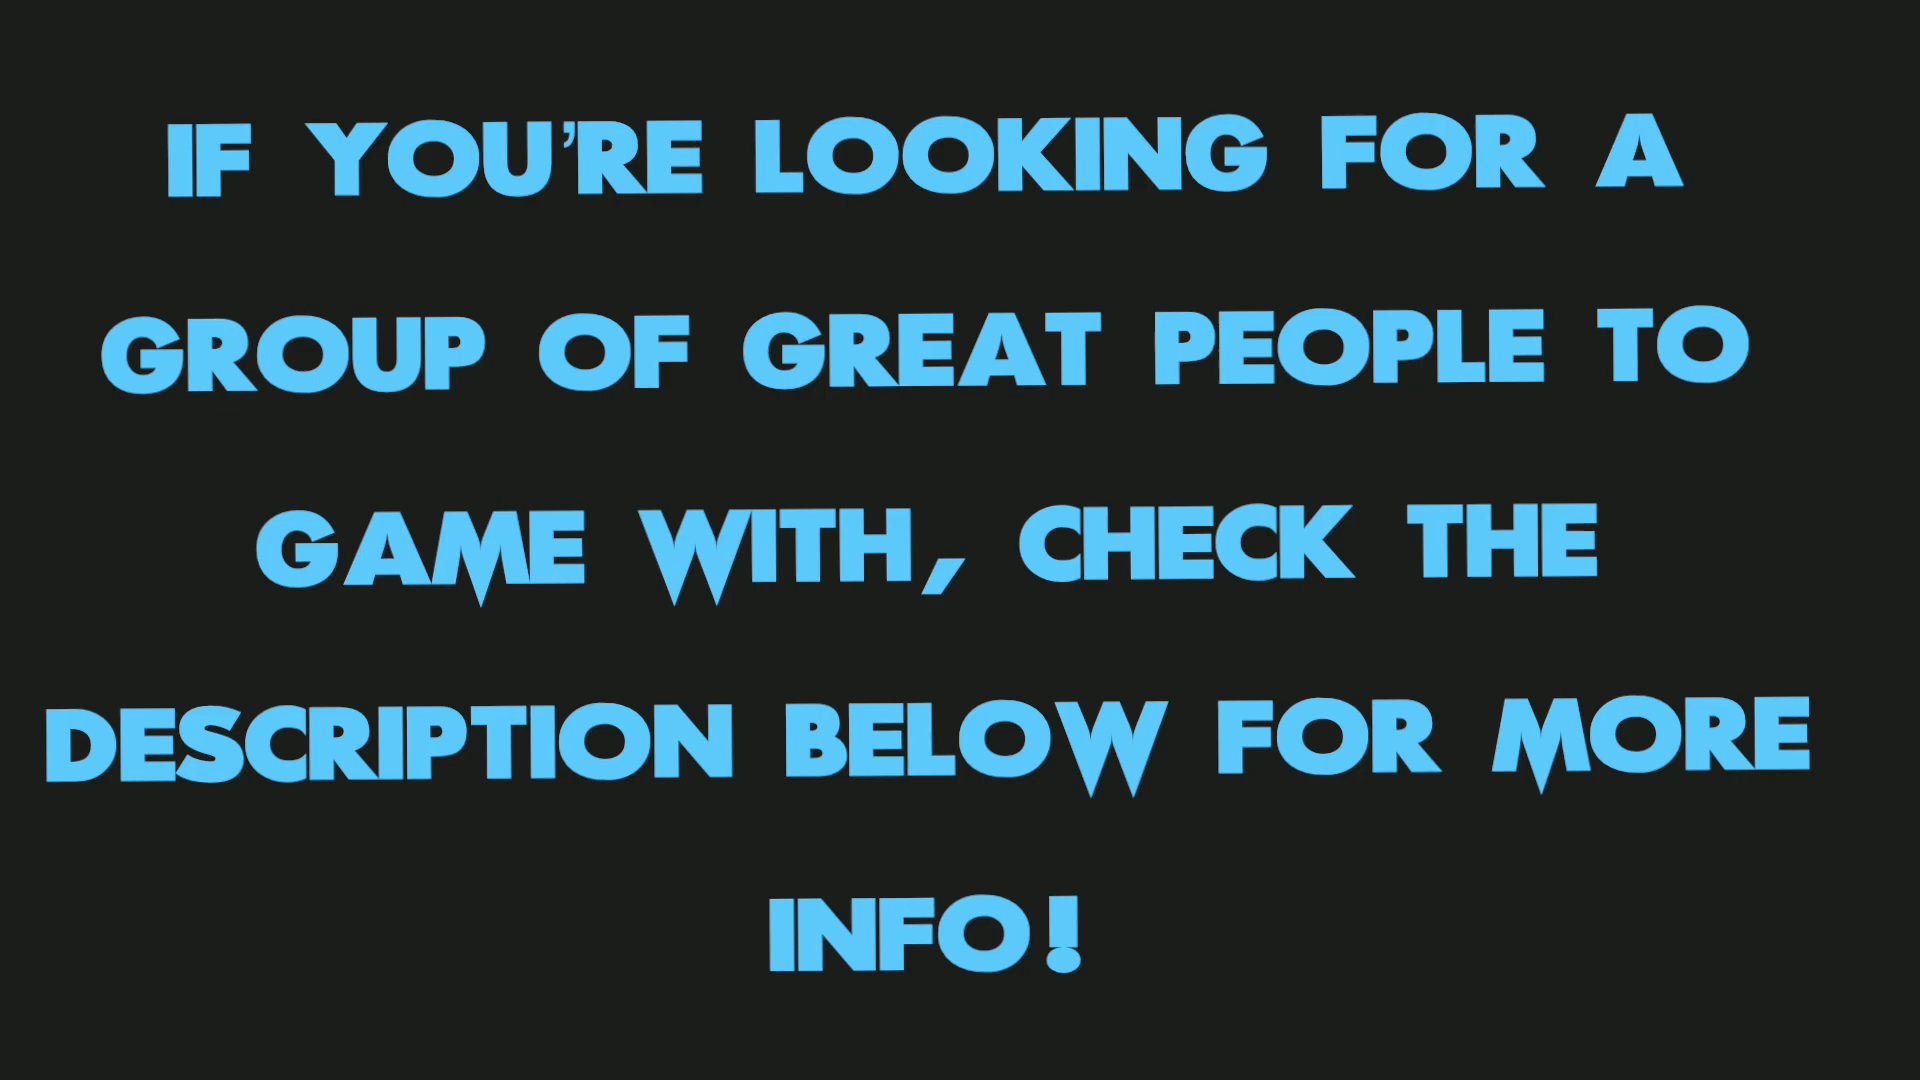 IF YOU'RE LOOKING FOR A
GROUP OF GREAT PEOPLE TO
GAME WITH, CHECK THE
DESCRIPTION BELOW FOR MORE
INFO!